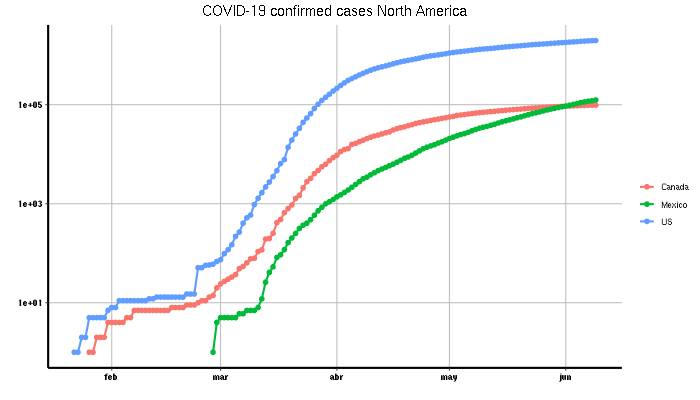 COVID-19 confirmed cases North America
1e+05
1e+03
1e+01
feb mar abr may jun
Canada
Mexico
US